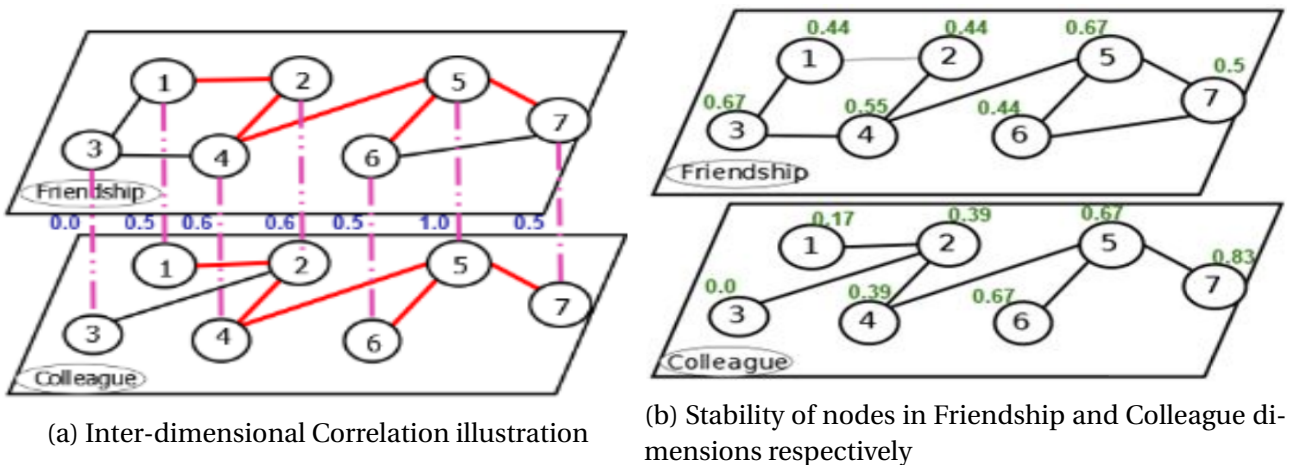 1
2
5
7
3
4
6
Friendship
0.0 0.5 0.6 0.6 0.5 1.0 0.5
1
2
5
7
3
4
6
Colleague
(a) Inter-dimensional Correlation illustration
0.44 0.44 0.67
1
2
5
0.5
7
0.67 0.55 0.44
3
4
6
Friendship
0.17 0.39 0.67
1
2
5
0.83
7
0.0 0.39 0.67
3
4
6
Colleague
(b) Stability of nodes in Friendship and Colleague di-
mensions respectively